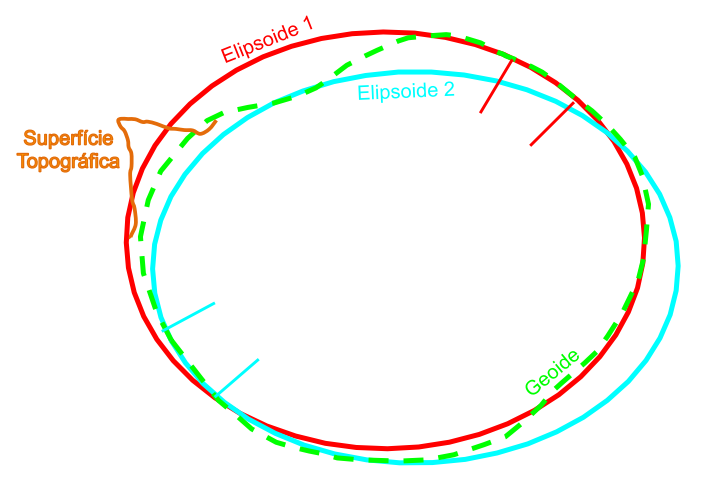 Elipsoide 1
Elipsoide 2
Superfície
Topográfica
Geoide